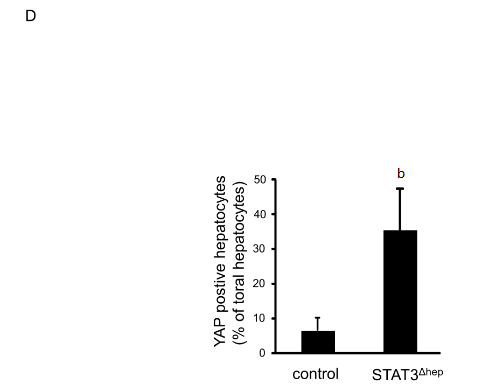 D
b
YAP postive hepatocytes
(% of toral hepatocytes)
50
40
30
20
10
0
control
STAT3Δhep